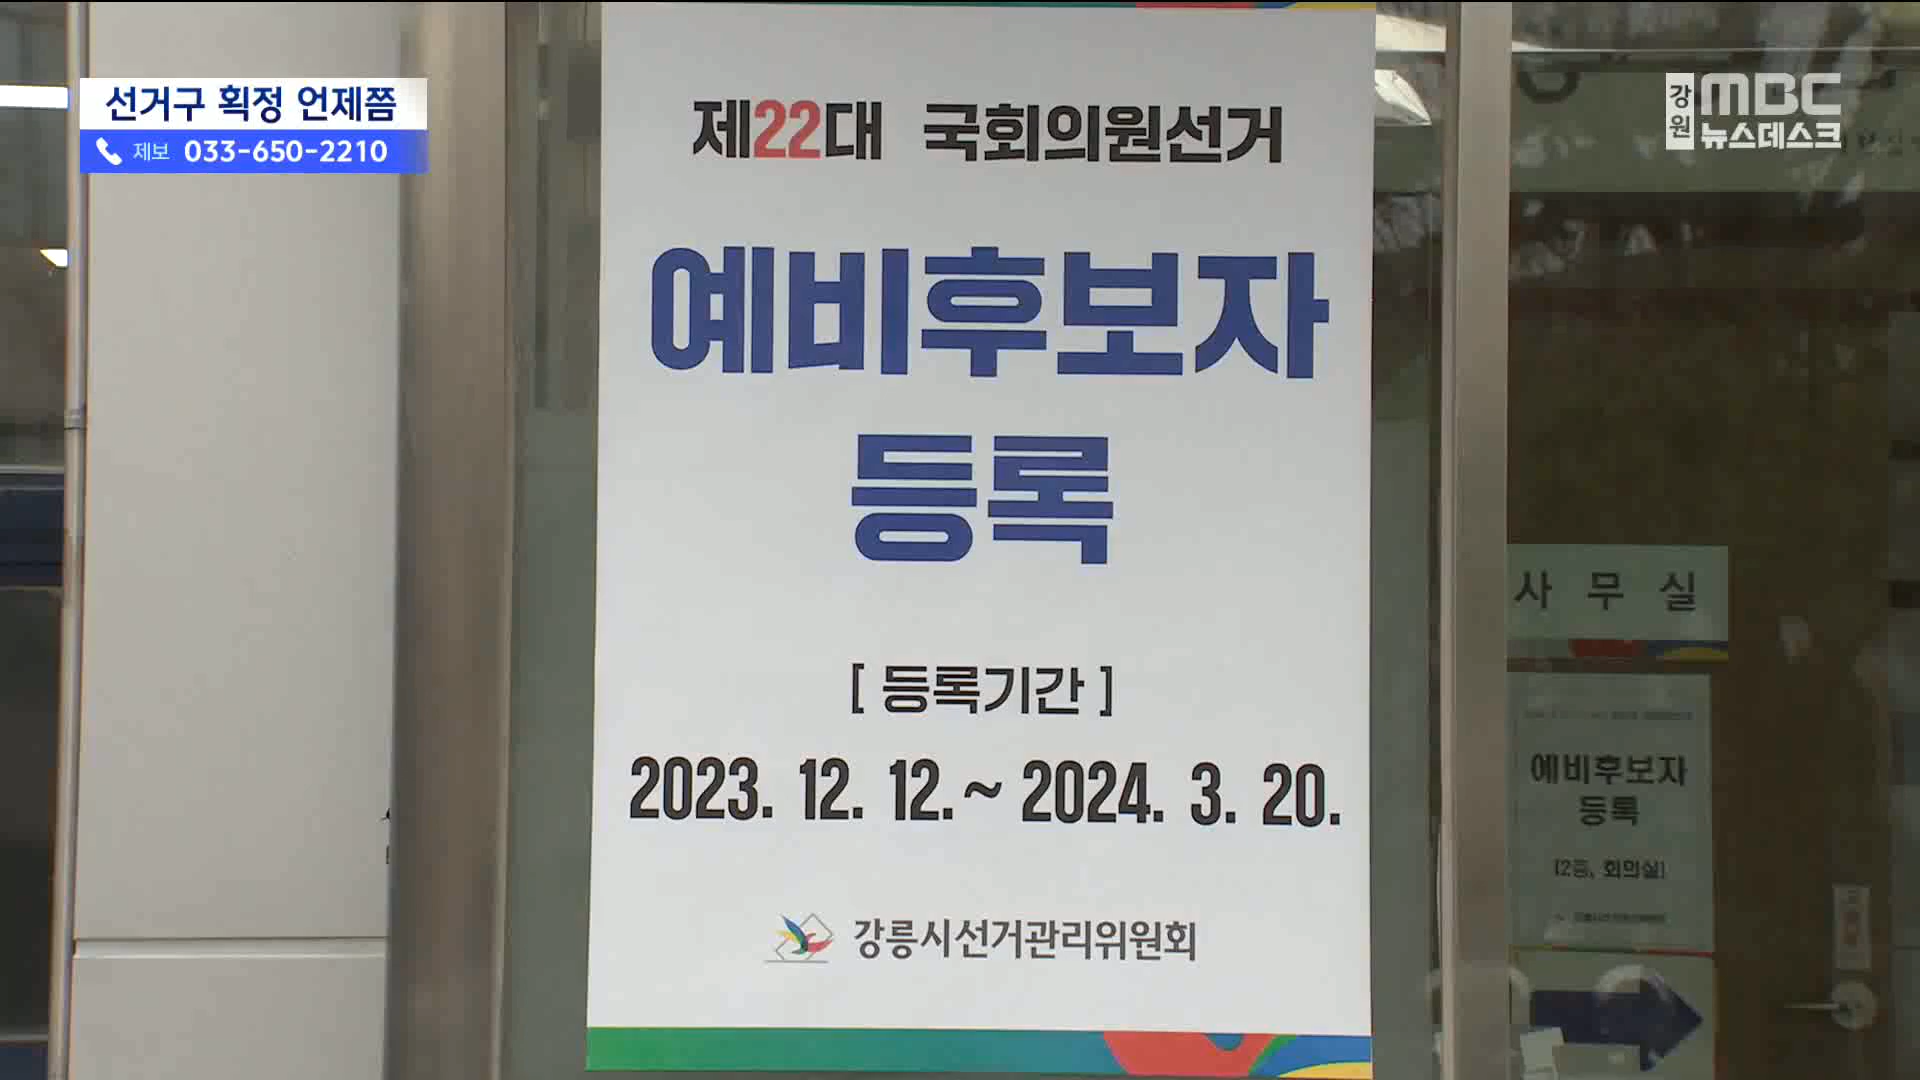 선거구 획정 언제쯤
제보 033-650-2210
강원 MBC
뉴스데스크
제22대 국회의원선거
예비후보자
등록
[ 등록기간 ]
2023. 12. 12. ~ 2024. 3. 20.
강릉시선거관리위원회
사 무 실
예비후보자
등록
[2층, 회의실]